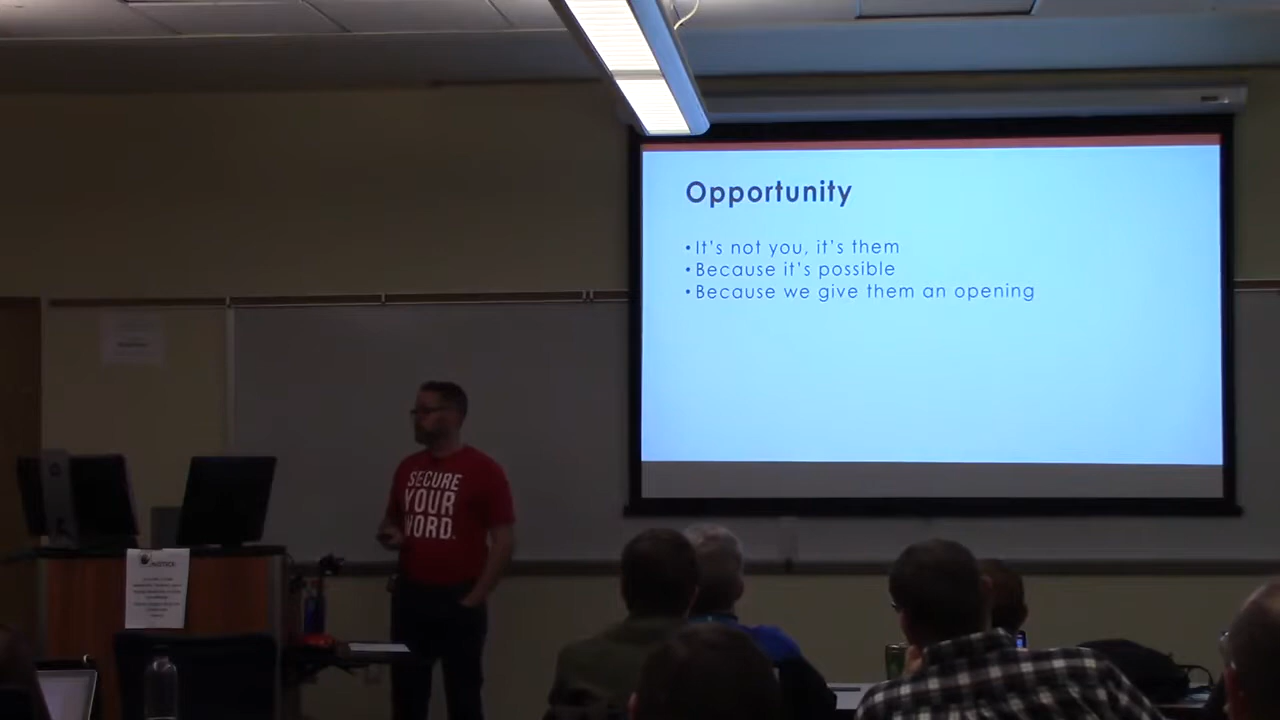 Opportunity
•It's not you, it's them
•Because it's possible
•Because we give them an opening
SECURE
YOUR
WORD.